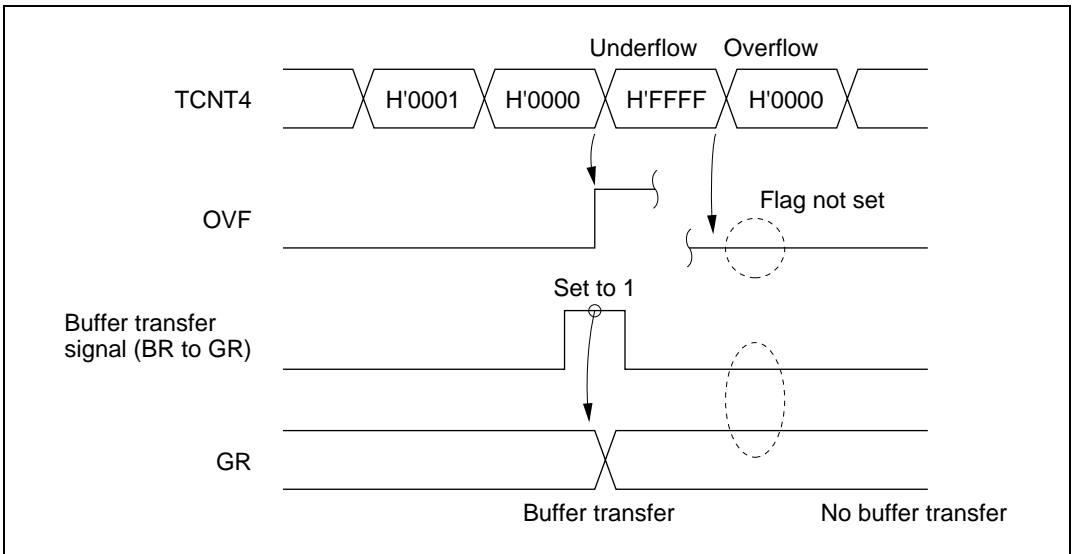 Underflow Overflow
TCNT4 H'0001 H'0000 H'FFFF H'0000
OVF
Flag not set
Set to 1
Buffer transfer
signal (BR to GR)
GR
Buffer transfer No buffer transfer